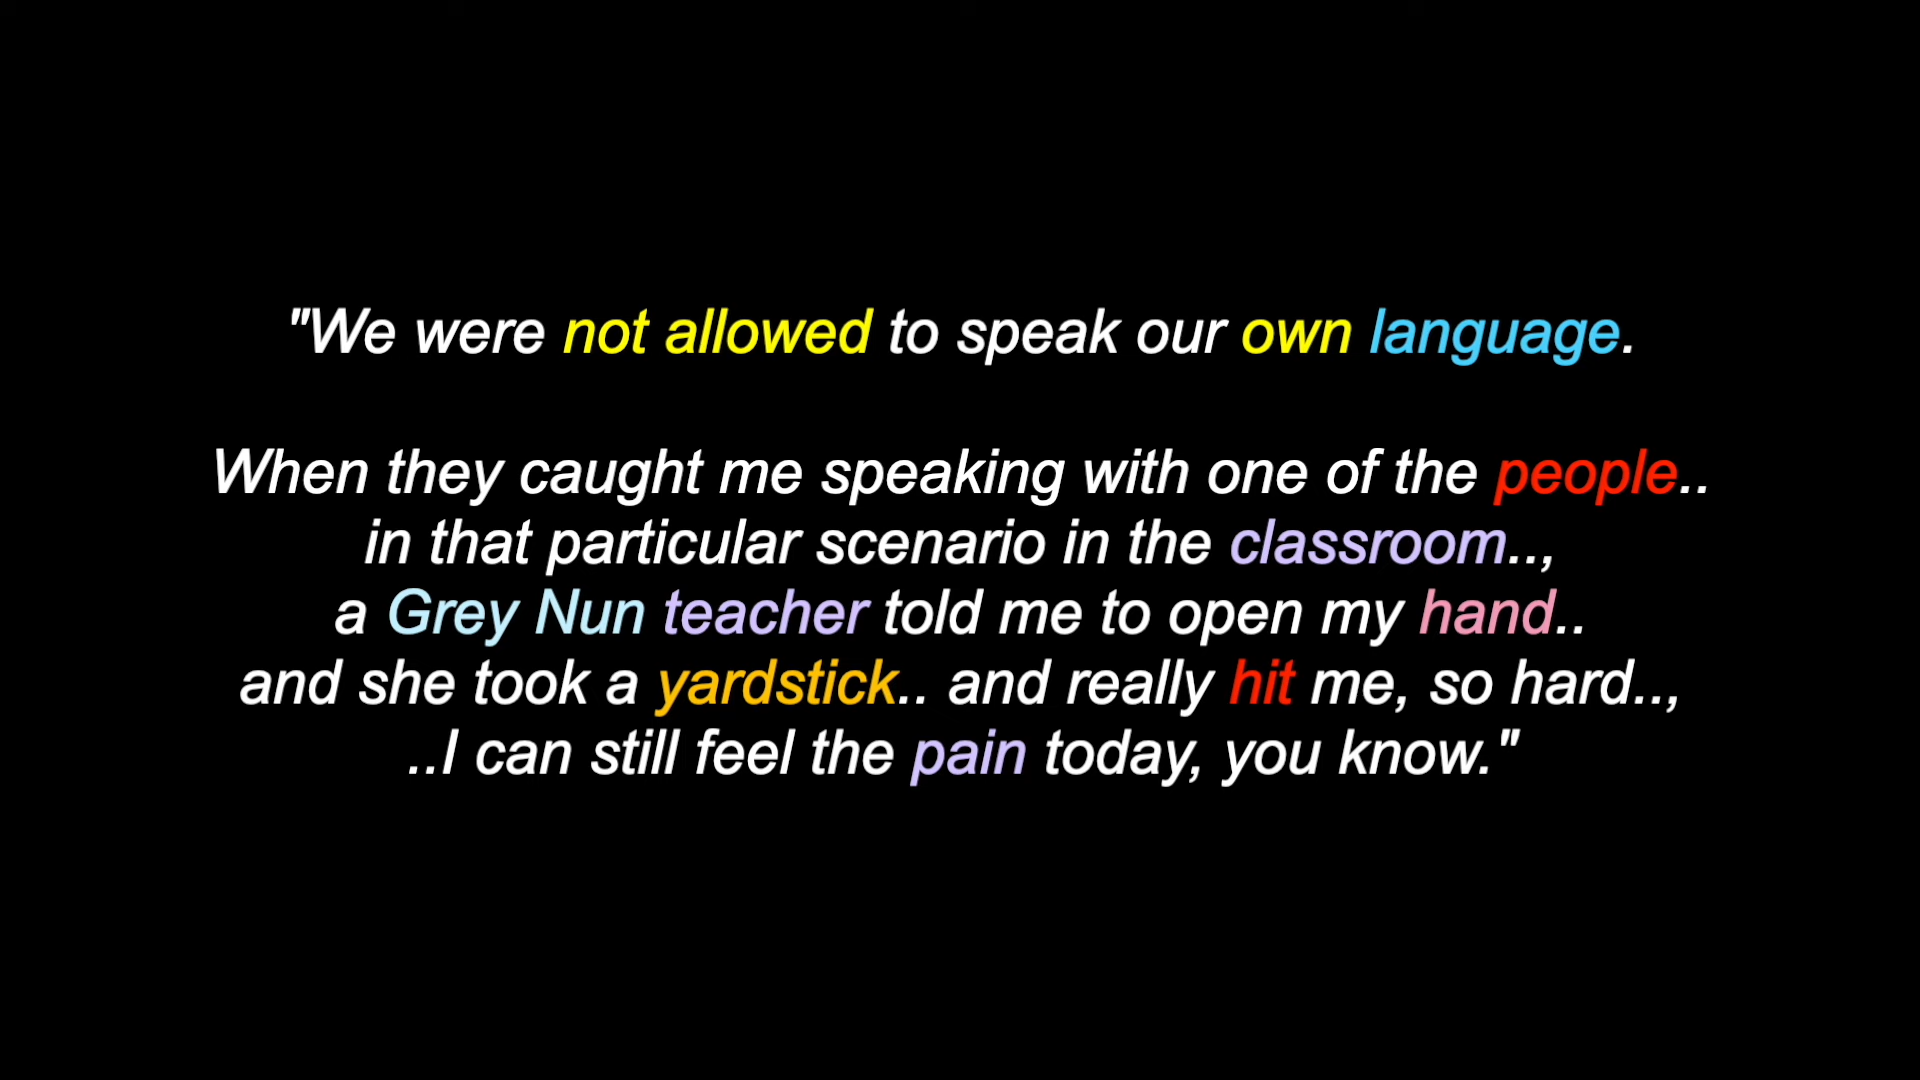 "We were not allowed to speak our own language.
When they caught me speaking with one of the people..
in that particular scenario in the classroom..,
a Grey Nun teacher told me to open my hand..
and she took a yardstick.. and really hit me, so hard..,
..I can still feel the pain today, you know."